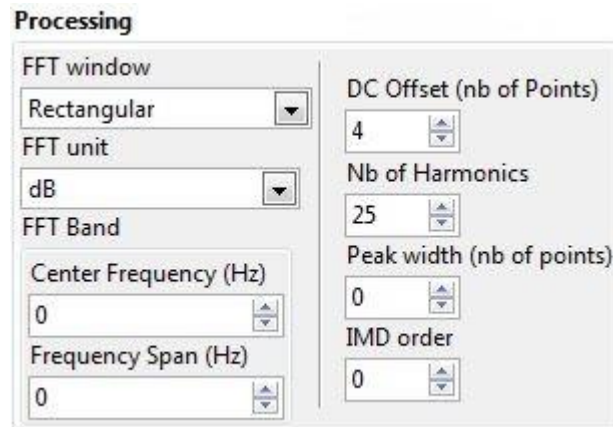 Processing
FFT window
Rectangular
FFT unit
dB
FFT Band
Center Frequency (Hz)
0
Frequency Span (Hz)
0
DC Offset (nb of Points)
4
Nb of Harmonics
25
Peak width (nb of points)
0
IMD order
0